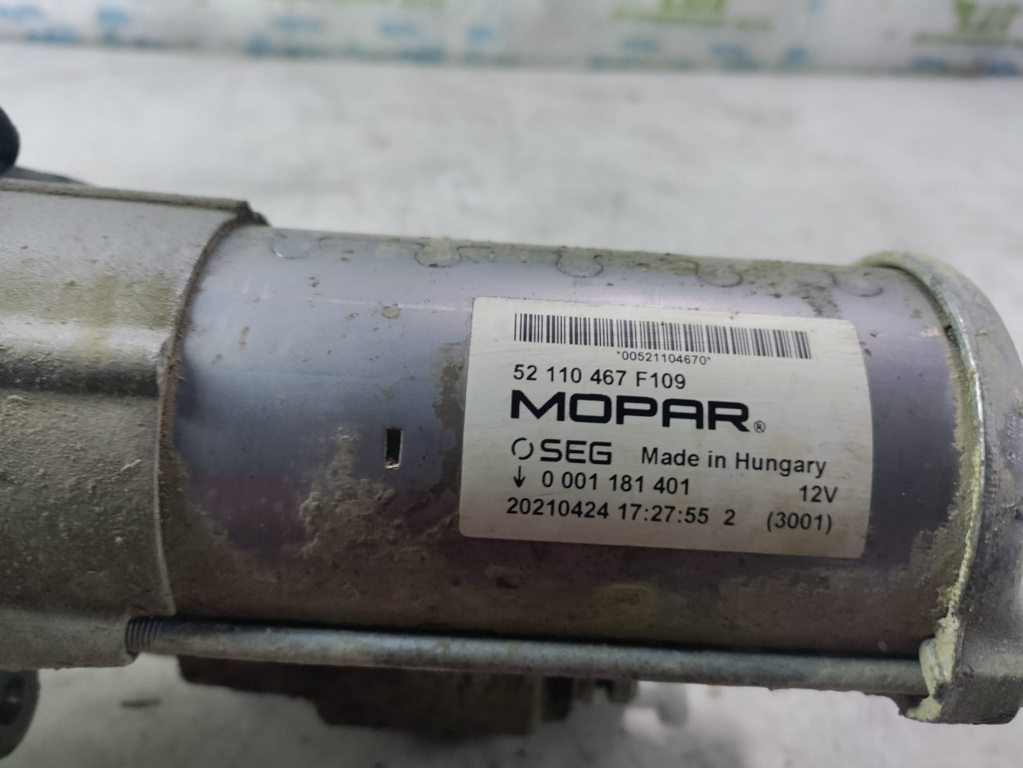 *00521104670*
52 110 467 F109
MOPAR®
SEG Made in Hungary
↓ 0 001 181 401 12V
20210424 17:27:55 2 (3001)